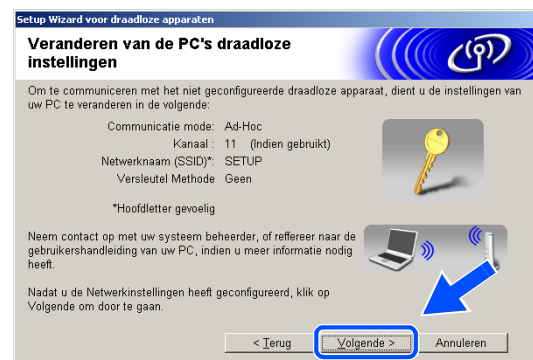 Setup Wizard voor draadloze apparaten
Veranderen van de PC's draadloze
instellingen
Om te communiceren met het niet geconfigureerde draadloze apparaat, dient u de instellingen van
uw PC te veranderen in de volgende:
Communicatie mode: Ad-Hoc
Kanaal : 11 (Indien gebruikt)
Netwerknaam (SSID)*: SETUP
Versleutel Methode Geen
*Hoofdletter gevoelig
Neem contact op met uw systeem beheerder, of reffereer naar de
gebruikershandleiding van uw PC, indien u meer informatie nodig
heeft.
Nadat u de Netwerkinstellingen heeft geconfigureerd, klik op
Volgende om door te gaan.
< Terug Volgende > Annuleren